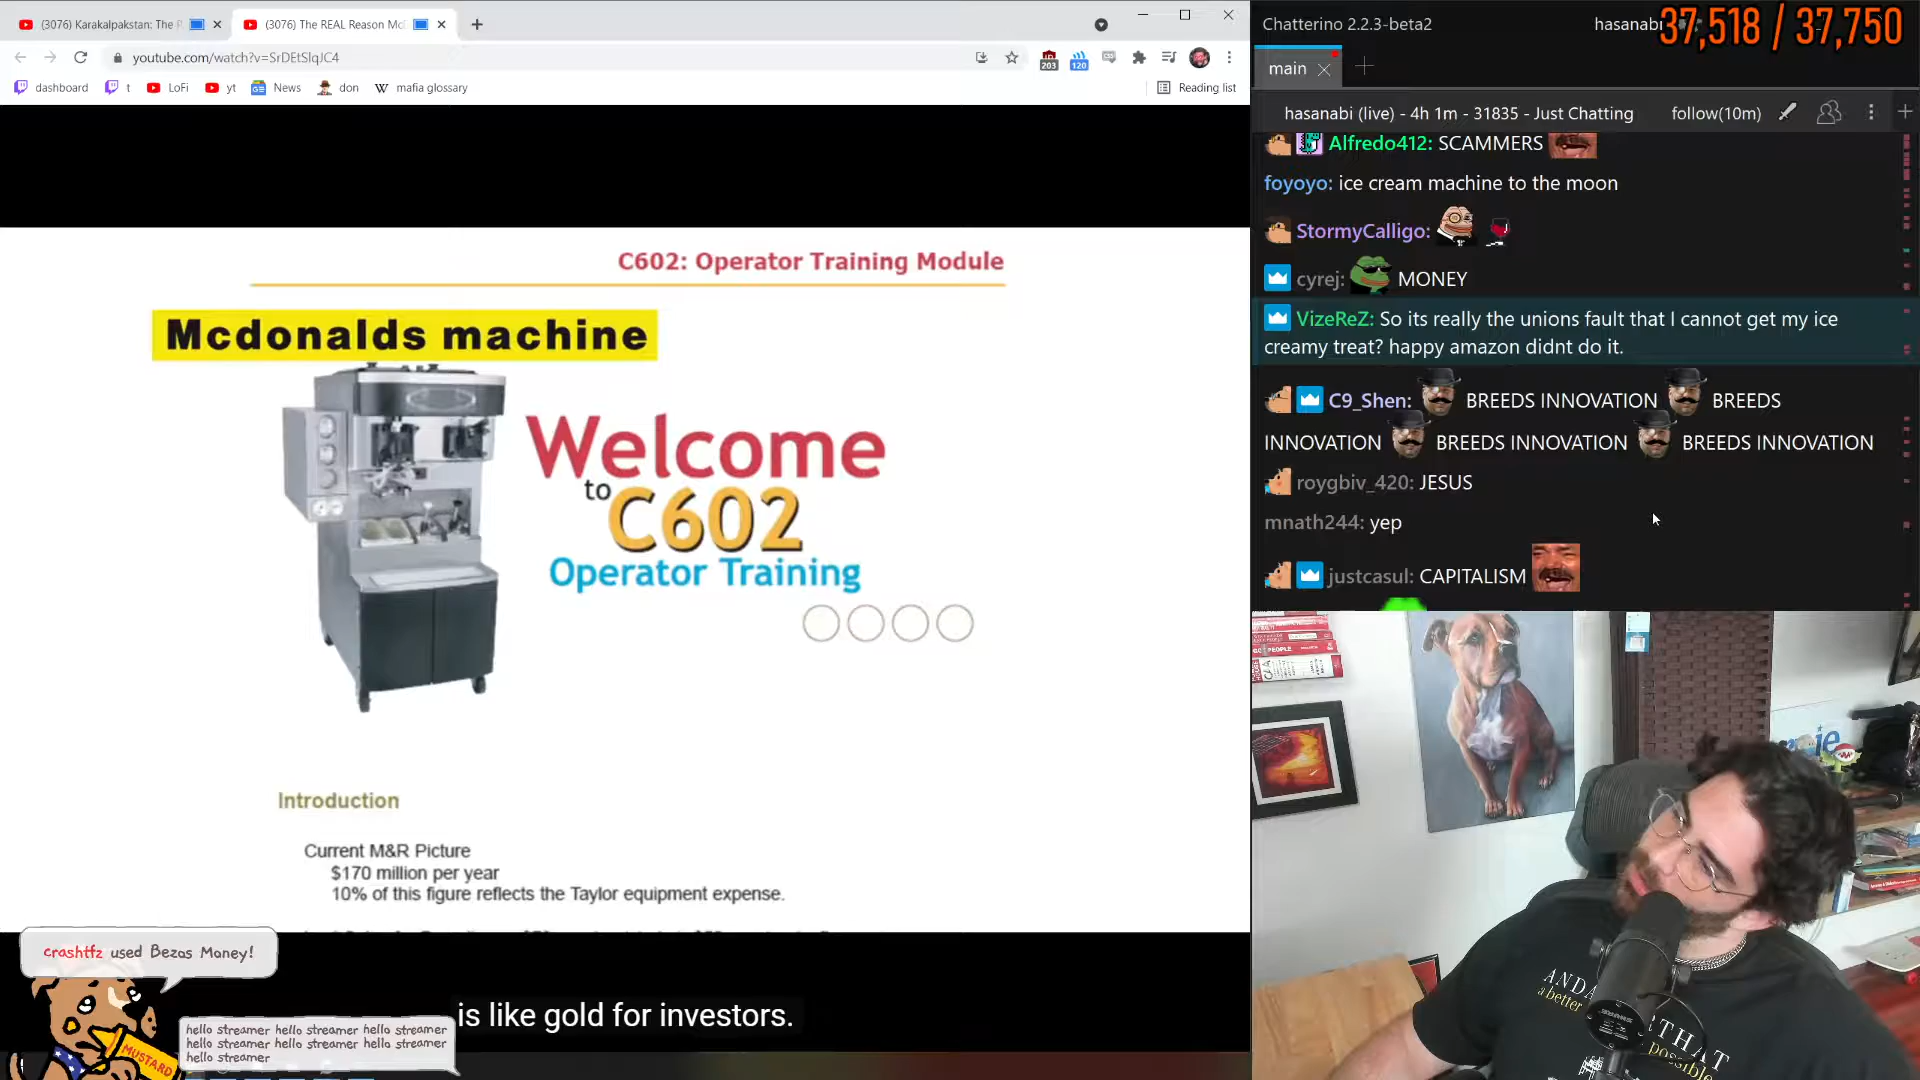 (3076) Karakalpakstan: The P
(3076) The REAL Reason Mc
youtube.com/watch?v=SrDEtSlqJC4
203
120
dashboard
t
LoFi
yt
News
don
mafia glossary
Reading list
C602: Operator Training Module
Mcdonalds machine
Welcome
to
C602
Operator Training
Introduction
Current M&R Picture
$170 million per year
10% of this figure reflects the Taylor equipment expense.
crashtfz used Bezos Money!
MUSTARD
hello streamer hello streamer hello streamer
hello streamer hello streamer hello streamer
hello streamer
is like gold for investors.
Chatterino 2.2.3-beta2
hasanabi
37,518 / 37,750
main
hasanabi (live) - 4h 1m - 31835 - Just Chatting
follow(10m)
Alfredo412: SCAMMERS
foyoyo: ice cream machine to the moon
StormyCalligo:
cyrej: MONEY
VizeReZ: So its really the unions fault that I cannot get my ice
creamy treat? happy amazon didnt do it.
C9_Shen: BREEDS INNOVATION BREEDS
INNOVATION BREEDS INNOVATION BREEDS INNOVATION
roygbiv_420: JESUS
mnath244: yep
justcasul: CAPITALISM
PEOPLE
a better
possible